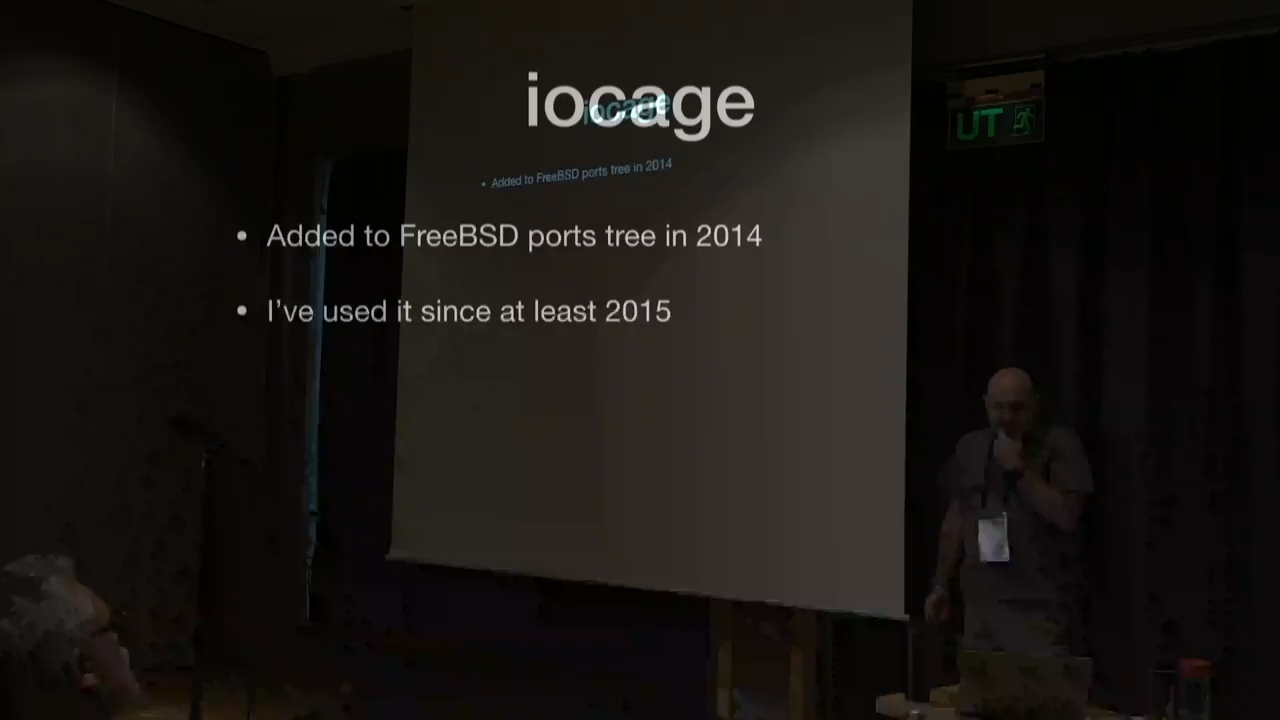 iocage
iocage
• Added to FreeBSD ports tree in 2014
• Added to FreeBSD ports tree in 2014
• I’ve used it since at least 2015
UT